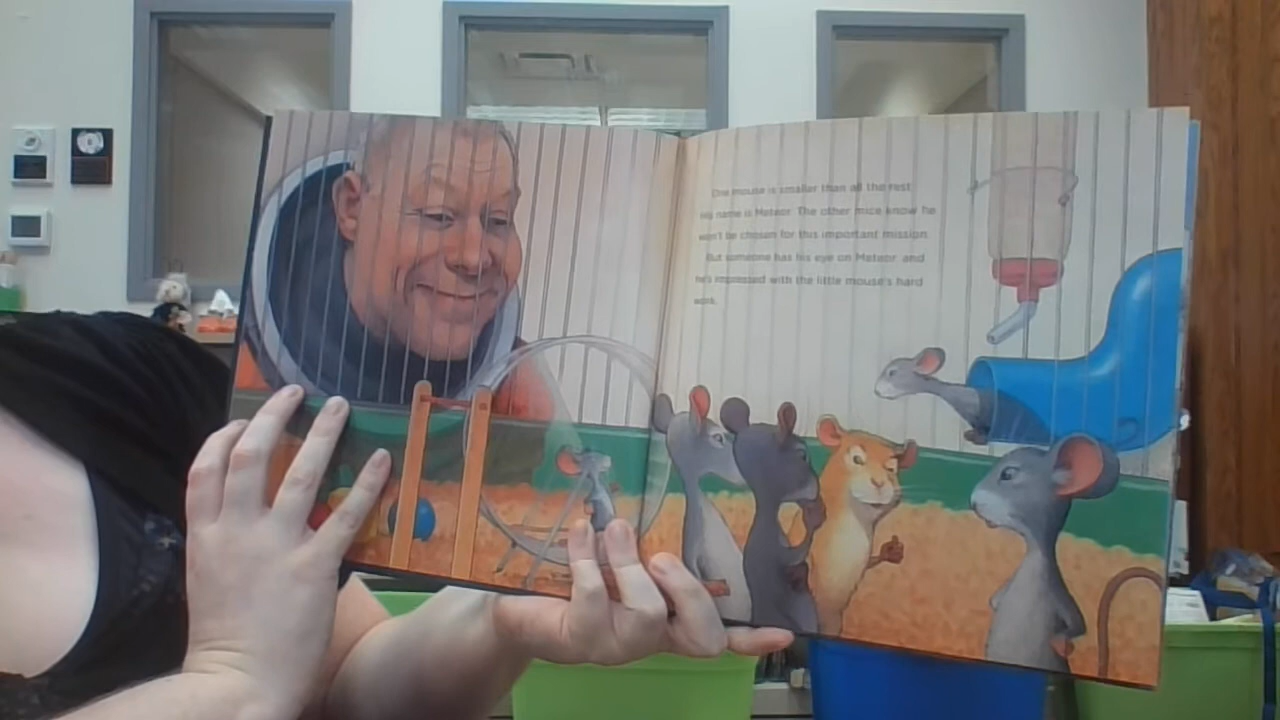 One mouse is smaller than all the rest
His name is Meteor. The other mice know he
won't be chosen for this important mission.
But someone has his eye on Meteor and
he's impressed with the little mouse's hard
work.